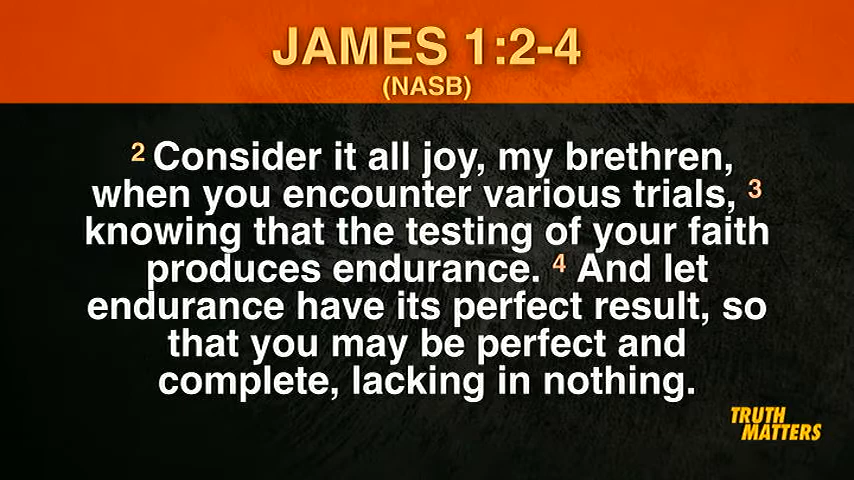 JAMES 1:2-4
(NASB)
2 Consider it all joy, my brethren,
when you encounter various trials, 3
knowing that the testing of your faith
produces endurance. 4 And let
endurance have its perfect result, so
that you may be perfect and
complete, lacking in nothing.
TRUTH
MATTERS